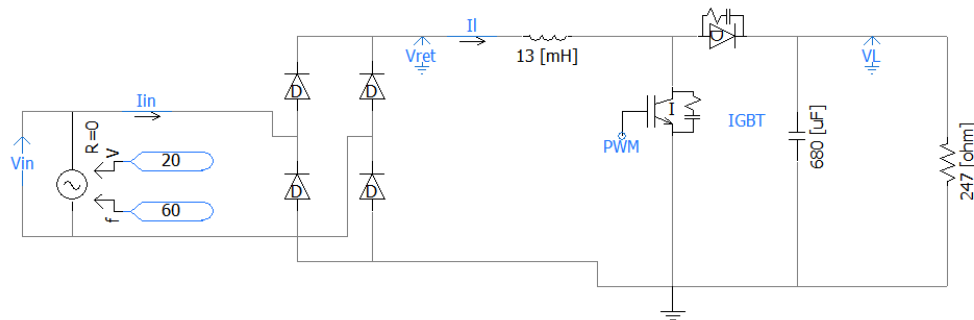 Il
Vret
13 [mH]
D
VL
D
D
Iin
I
IGBT
PWM
680 [uF]
247 [ohm]
Vin
R=0
V
20
f
60
D
D